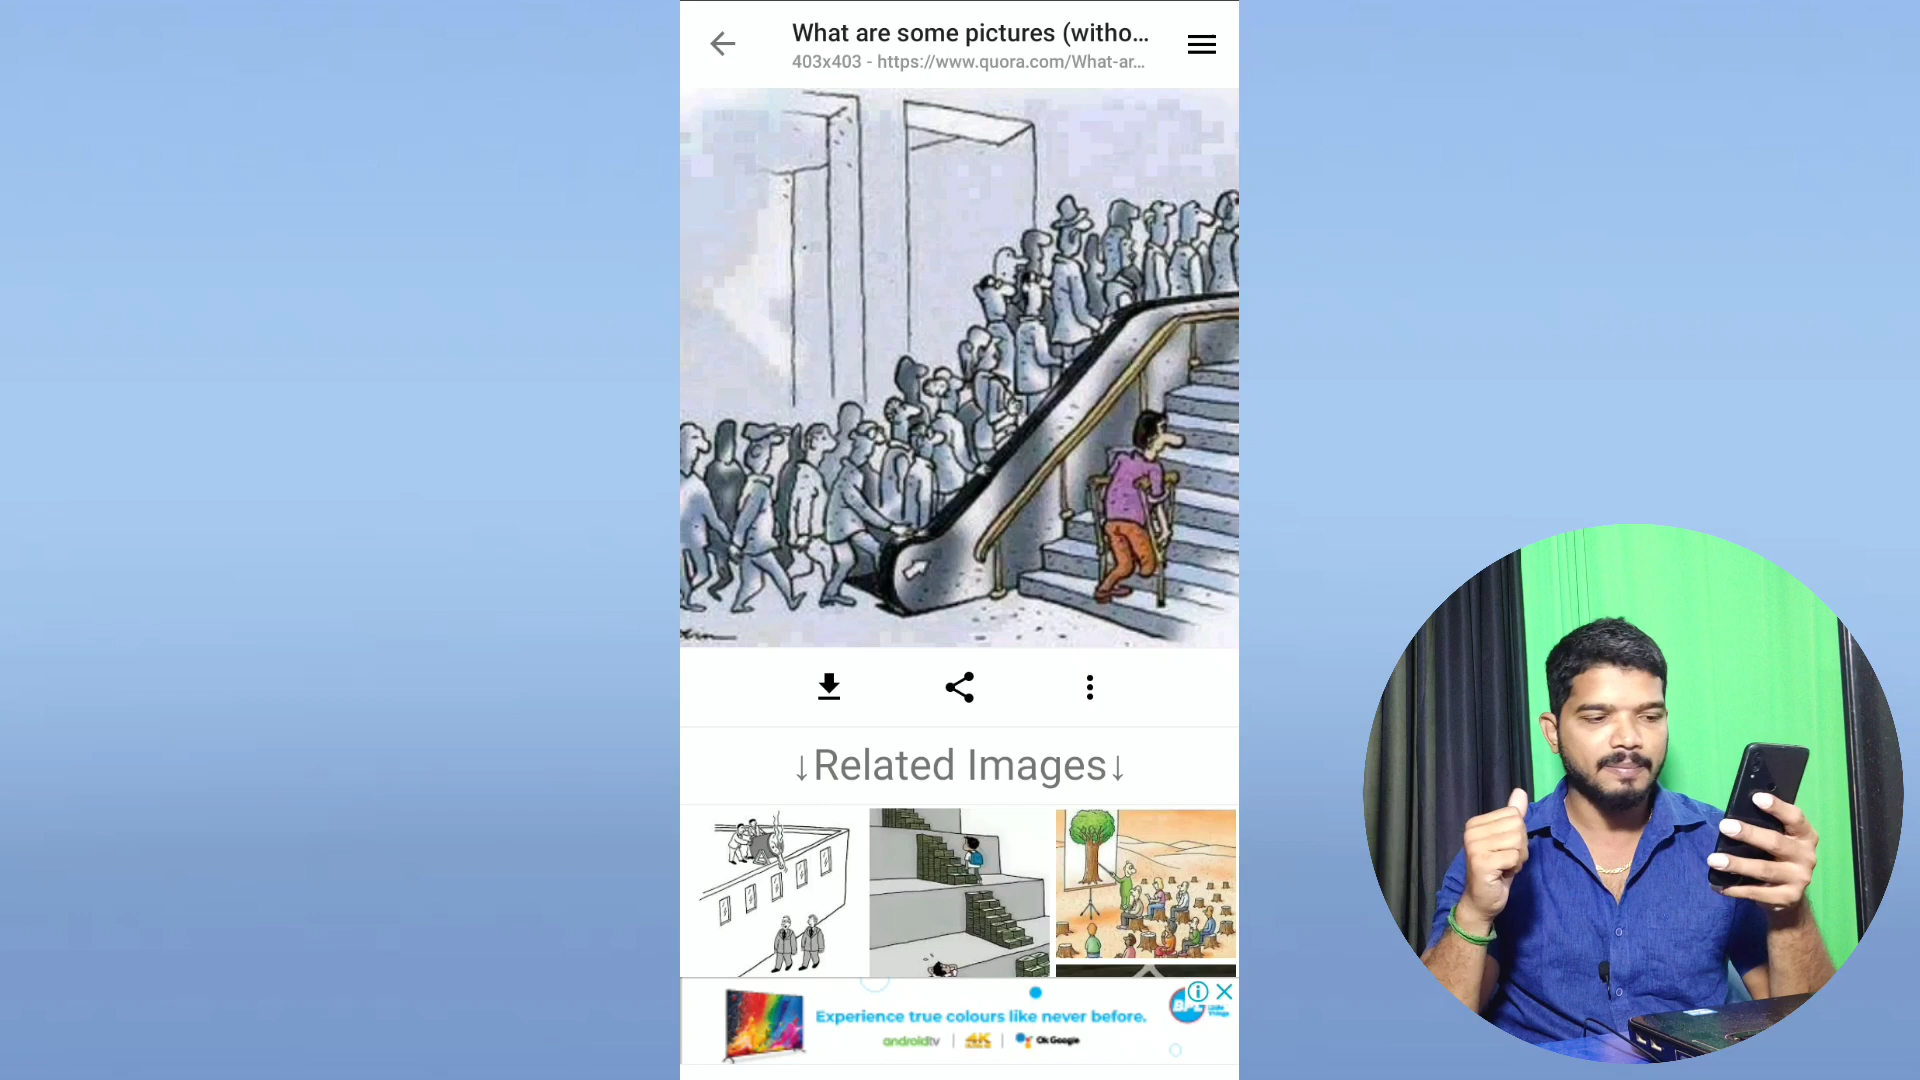 What are some pictures (witho...
403x403 - https://www.quora.com/What-ar...
↓Related Images↓
Experience true colours like never before.
androidtv | 4K | Ok Google
BPL